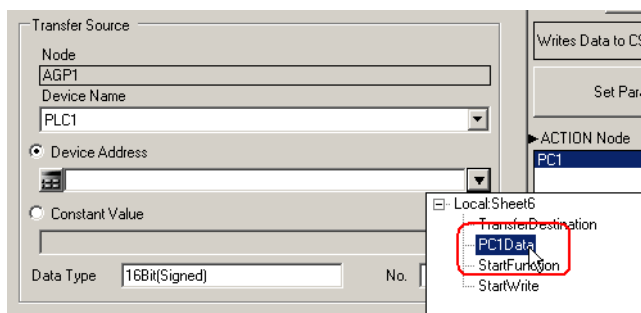 Transfer Source
Node
AGP1
Device Name
PLC1
Device Address
Constant Value
Data Type 16Bit(Signed) No.
Writes Data to CS
Set Par
ACTION Node
PC1
Local:Sheet6
TransferDestination
PC1Data
StartFunction
StartWrite